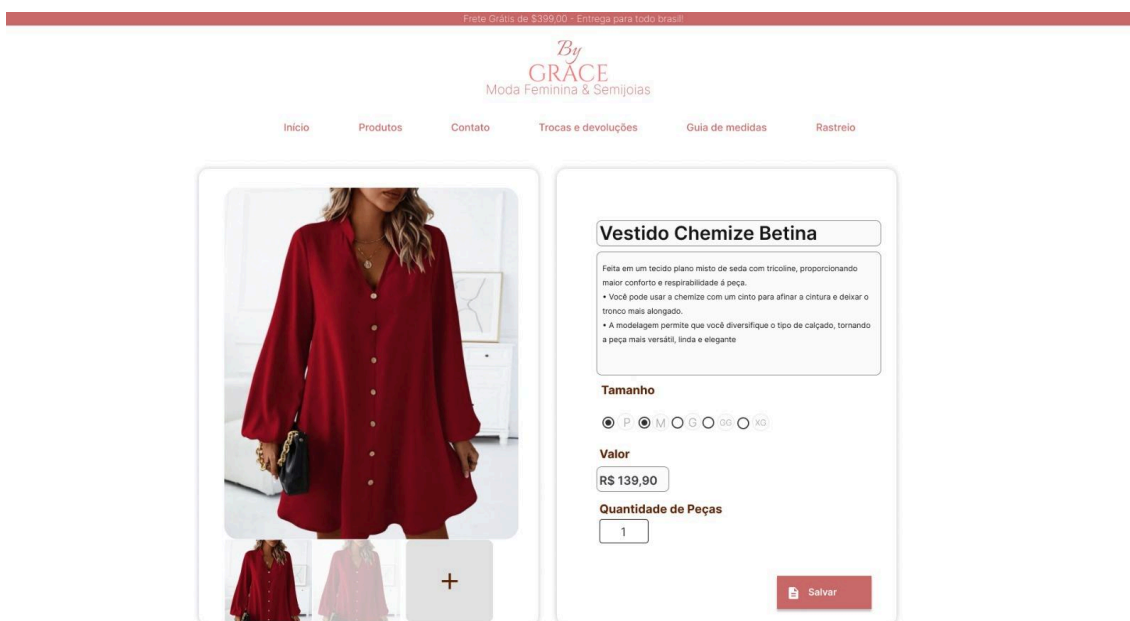 Frete Grátis de $399,00 - Entrega para todo brasil!
By
GRACE
Moda Feminina & Semijoias
Início Produtos Contato Trocas e devoluções Guia de medidas Rastreio
Vestido Chemize Betina
Feita em um tecido plano misto de seda com tricoline, proporcionando
maior conforto e respirabilidade á peça.
• Você pode usar a chemize com um cinto para afinar a cintura e deixar o
tronco mais alongado.
• A modelagem permite que você diversifique o tipo de calçado, tornando
a peça mais versátil, linda e elegante
Tamanho
P M G GG XG
Valor
R$ 139,90
Quantidade de Peças
1
+
Salvar